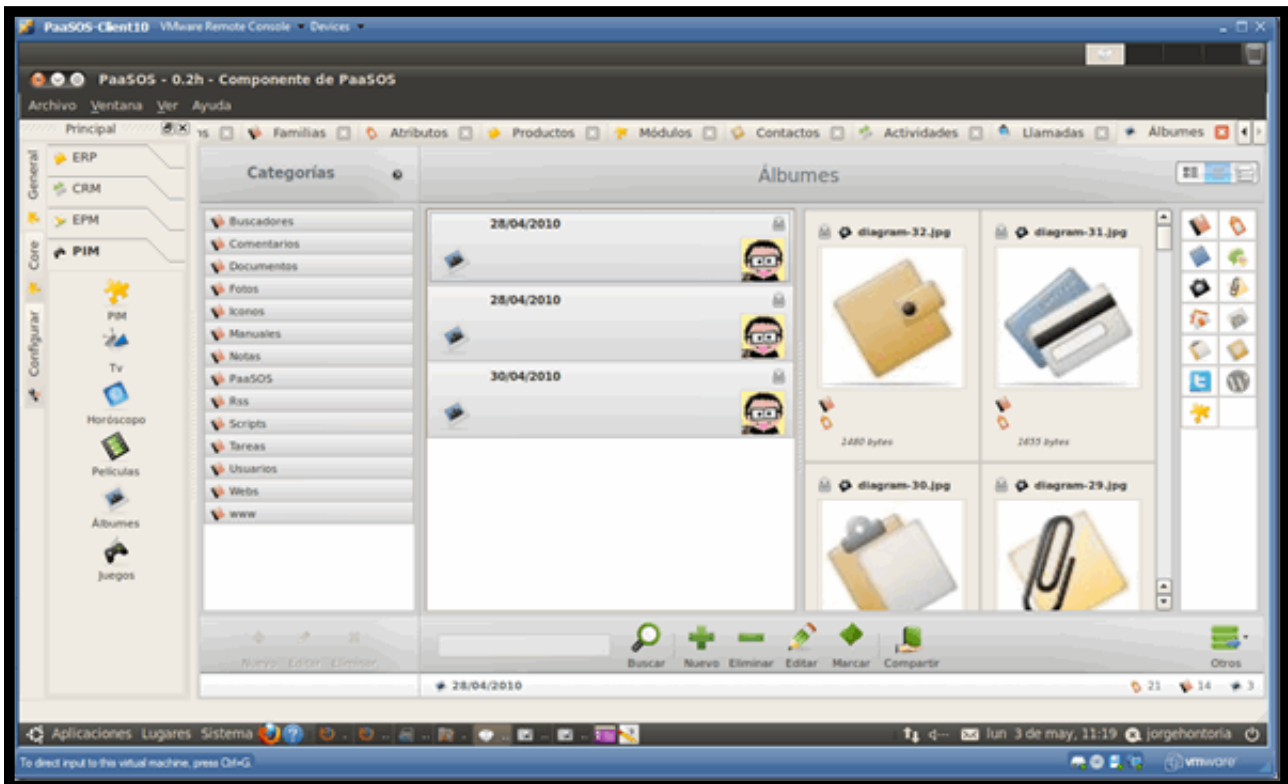 PaaSOS-Client10 VMware Remote Console Devices
PaaSOS - 0.2h - Componente de PaaSOS
Archivo Ventana Ver Ayuda
Principal
Familias Atributos Productos Módulos Contactos Actividades Llamadas Álbumes
General
Core
Configurar
ERP
CRM
EPM
PIM
PIM
Tv
Horóscopo
Películas
Álbumes
Juegos
Categorías
Buscadores
Comentarios
Documentos
Fotos
Iconos
Manuales
Notas
PaaSOS
Rss
Scripts
Tareas
Usuarios
Webs
www
Nuevo Editar Eliminar
Álbumes
28/04/2010
28/04/2010
30/04/2010
diagram-32.jpg
1480 bytes
diagram-31.jpg
1655 bytes
diagram-30.jpg
diagram-29.jpg
Buscar Nuevo Eliminar Editar Marcar Compartir Otros
28/04/2010
21 14 3
Aplicaciones Lugares Sistema
lun 3 de may, 11:19 jorgehontoria
To direct input to this virtual machine, press Ctrl+G.
vmware